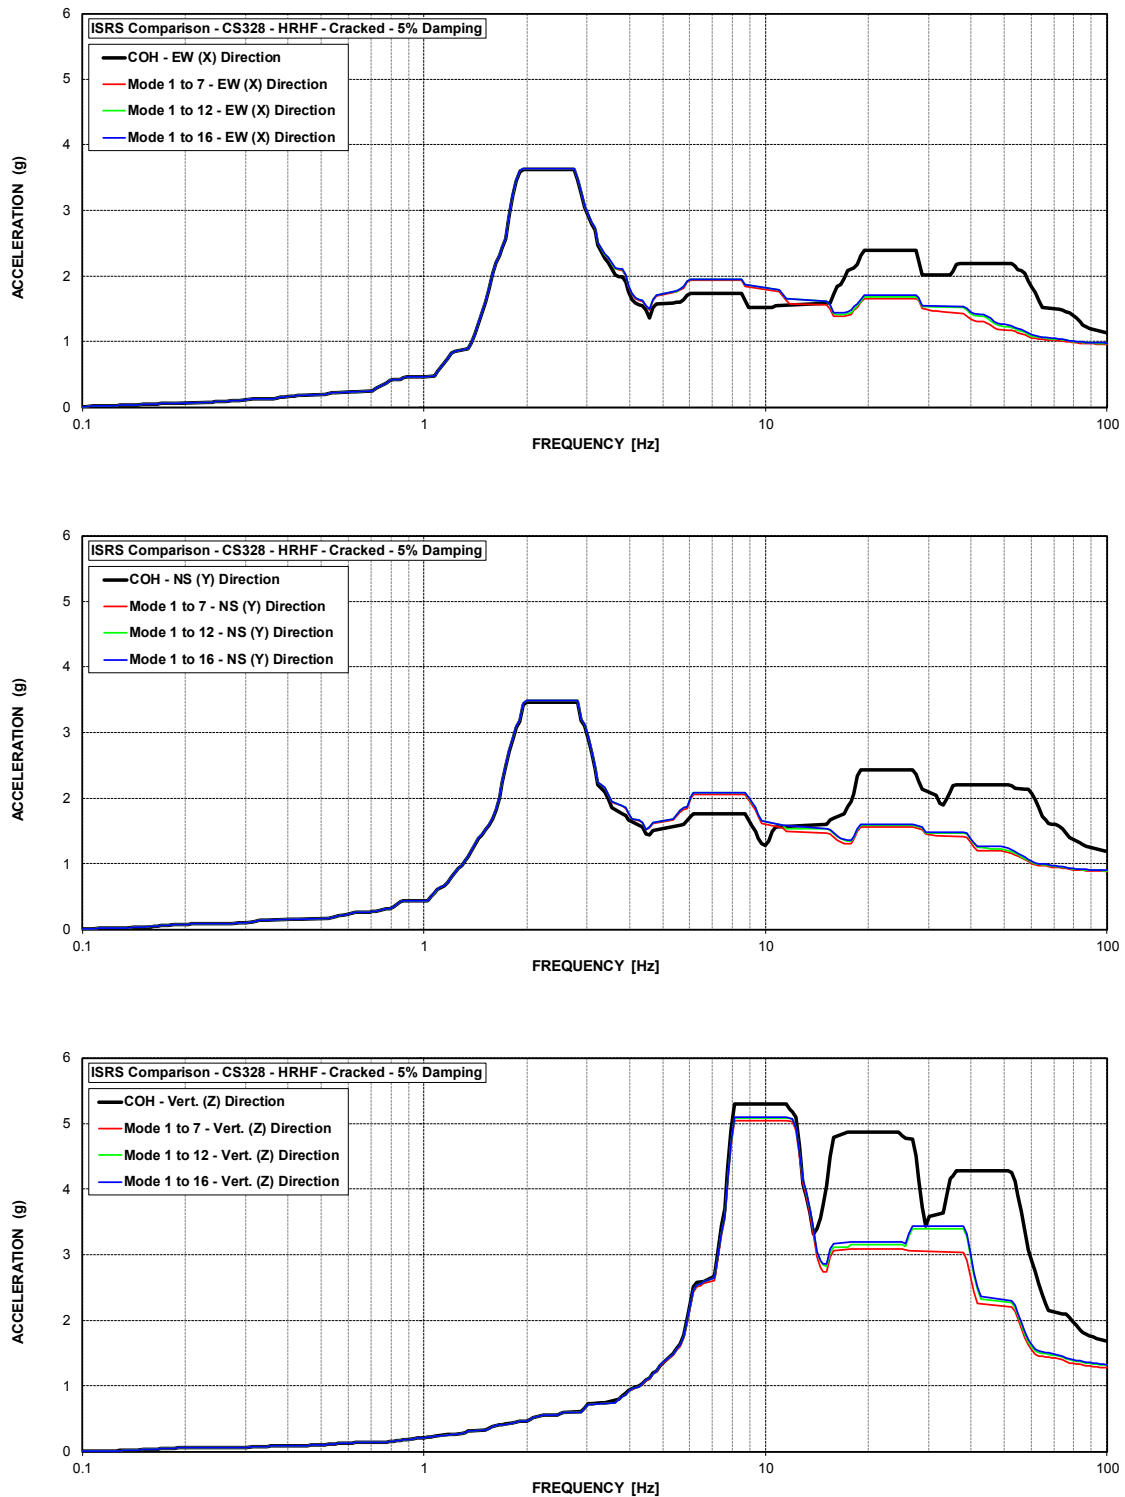 ISRS Comparison - CS328 - HRHF - Cracked - 5% Damping
COH - EW (X) Direction
Mode 1 to 7 - EW (X) Direction
Mode 1 to 12 - EW (X) Direction
Mode 1 to 16 - EW (X) Direction
ACCELERATION (g)
6
5
4
3
2
1
0
0.1
1
10
100
FREQUENCY [Hz]
ISRS Comparison - CS328 - HRHF - Cracked - 5% Damping
COH - NS (Y) Direction
Mode 1 to 7 - NS (Y) Direction
Mode 1 to 12 - NS (Y) Direction
Mode 1 to 16 - NS (Y) Direction
ACCELERATION (g)
6
5
4
3
2
1
0
0.1
1
10
100
FREQUENCY [Hz]
ISRS Comparison - CS328 - HRHF - Cracked - 5% Damping
COH - Vert. (Z) Direction
Mode 1 to 7 - Vert. (Z) Direction
Mode 1 to 12 - Vert. (Z) Direction
Mode 1 to 16 - Vert. (Z) Direction
ACCELERATION (g)
6
5
4
3
2
1
0
0.1
1
10
100
FREQUENCY [Hz]